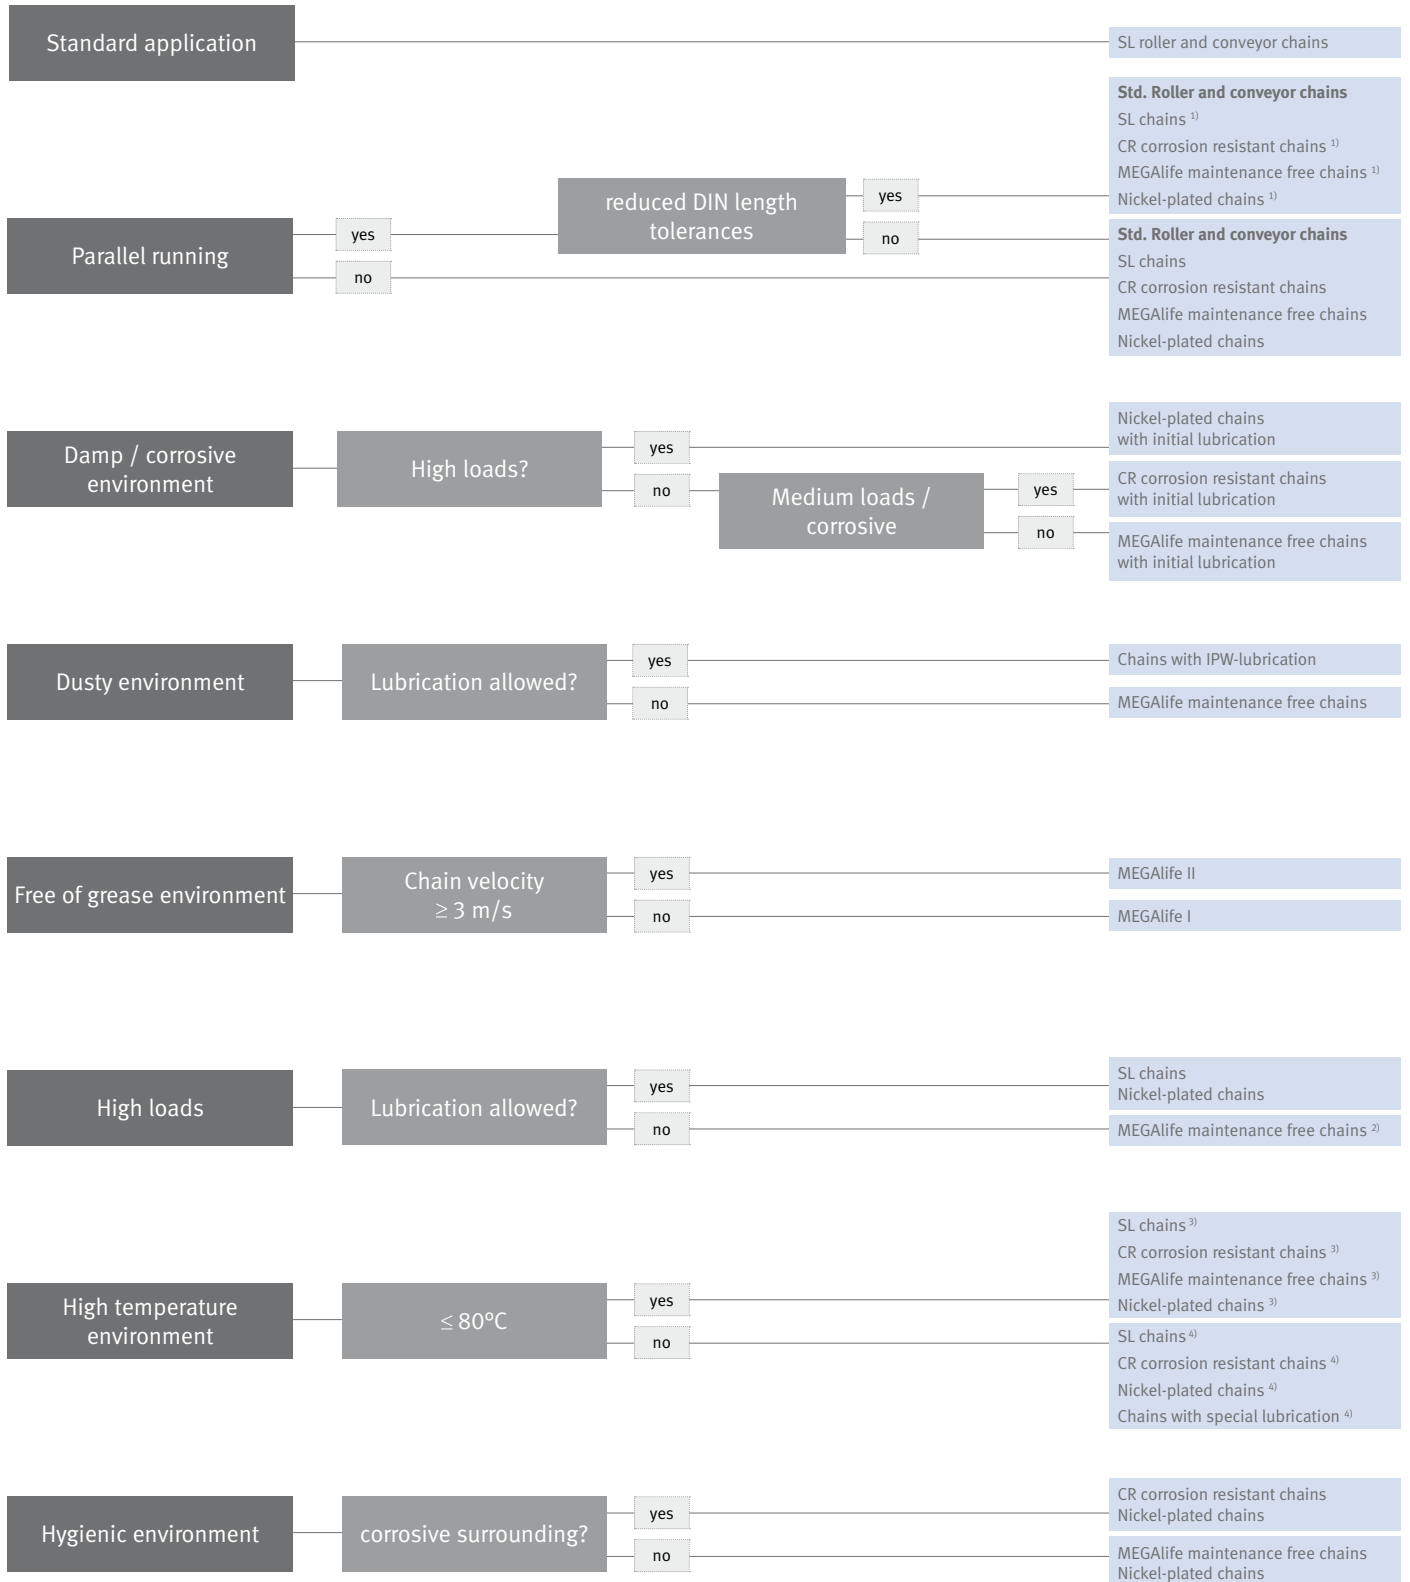 Standard application
SL roller and conveyor chains
Parallel running
yes
no
reduced DIN length
tolerances
yes
no
Std. Roller and conveyor chains
SL chains 1)
CR corrosion resistant chains 1)
MEGAlife maintenance free chains 1)
Nickel-plated chains 1)
Std. Roller and conveyor chains
SL chains
CR corrosion resistant chains
MEGAlife maintenance free chains
Nickel-plated chains
Damp / corrosive
environment
High loads?
yes
no
Medium loads /
corrosive
yes
no
Nickel-plated chains
with initial lubrication
CR corrosion resistant chains
with initial lubrication
MEGAlife maintenance free chains
with initial lubrication
Dusty environment
Lubrication allowed?
yes
no
Chains with IPW-lubrication
MEGAlife maintenance free chains
Free of grease environment
Chain velocity
≥ 3 m/s
yes
no
MEGAlife II
MEGAlife I
High loads
Lubrication allowed?
yes
no
SL chains
Nickel-plated chains
MEGAlife maintenance free chains 2)
High temperature
environment
≤ 80°C
yes
no
SL chains 3)
CR corrosion resistant chains 3)
MEGAlife maintenance free chains 3)
Nickel-plated chains 3)
SL chains 4)
CR corrosion resistant chains 4)
Nickel-plated chains 4)
Chains with special lubrication 4)
Hygienic environment
corrosive surrounding?
yes
no
CR corrosion resistant chains
Nickel-plated chains
MEGAlife maintenance free chains
Nickel-plated chains